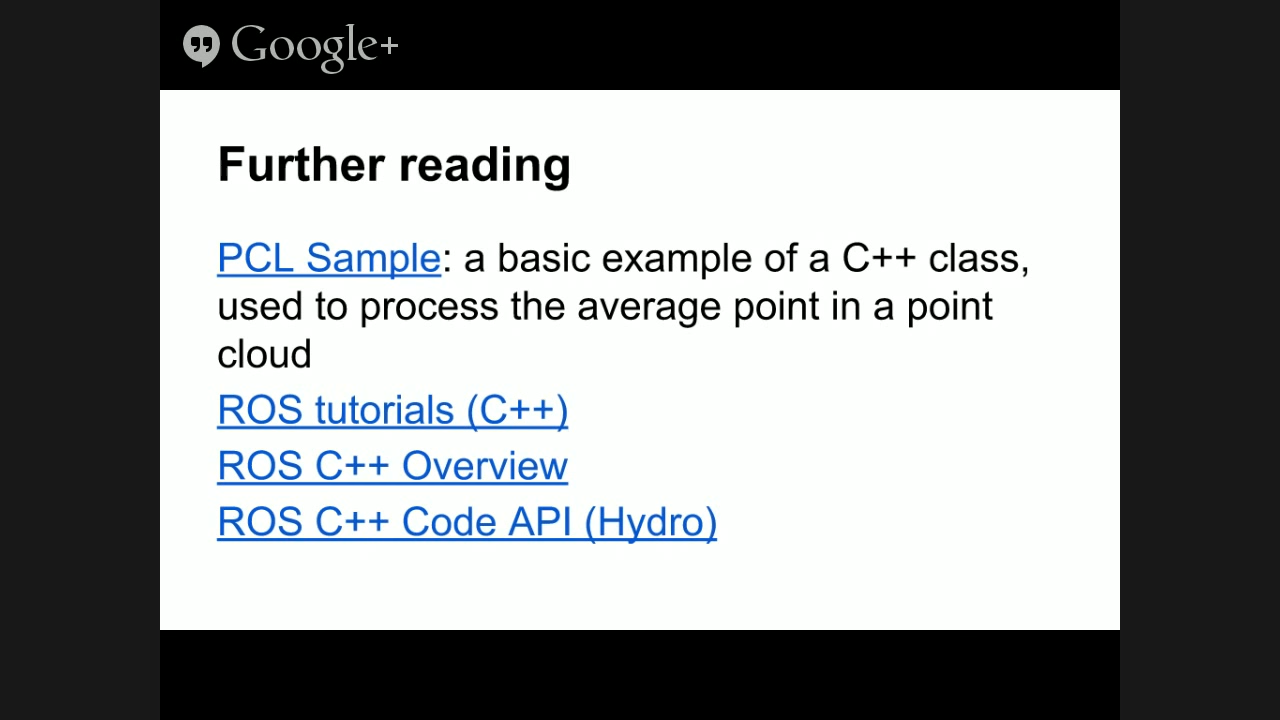 Google+
Further reading
PCL Sample: a basic example of a C++ class,
used to process the average point in a point
cloud
ROS tutorials (C++)
ROS C++ Overview
ROS C++ Code API (Hydro)